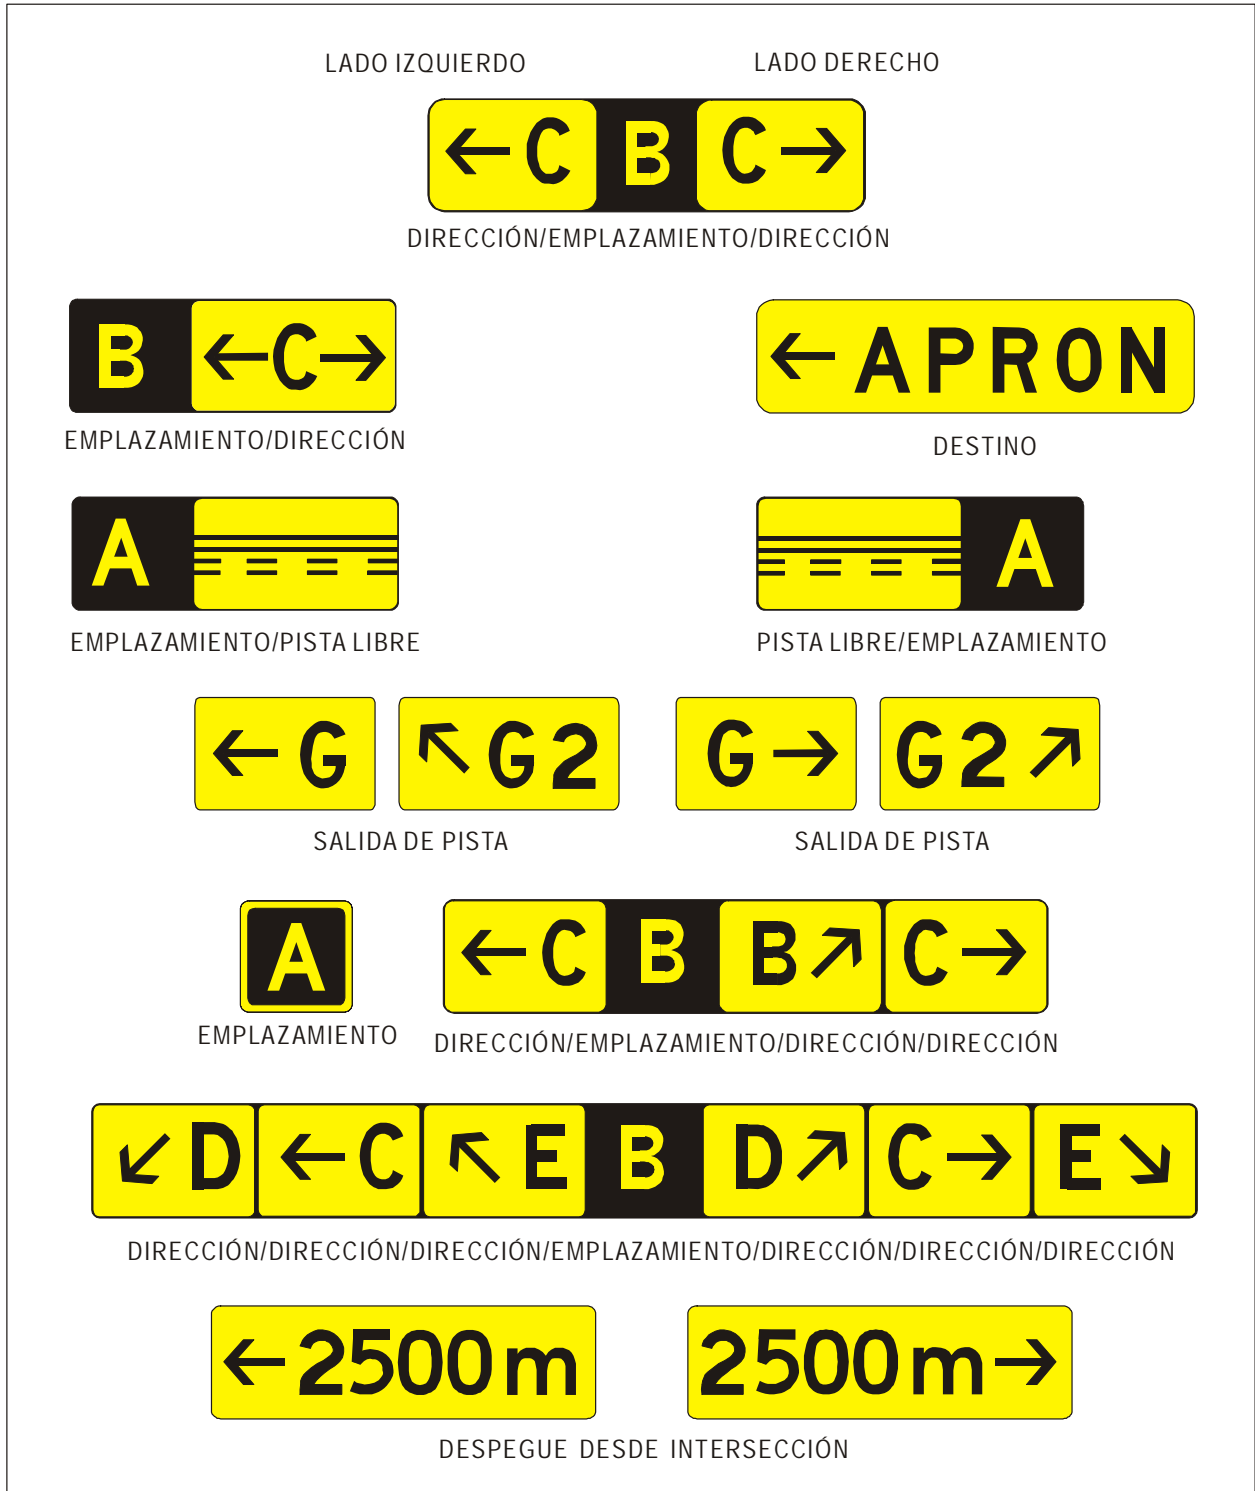 LADO IZQUIERDO LADO DERECHO
←C B C→
DIRECCIÓN/EMPLAZAMIENTO/DIRECCIÓN
B ←C→ ←APRON
EMPLAZAMIENTO/DIRECCIÓN DESTINO
A A
EMPLAZAMIENTO/PISTA LIBRE PISTA LIBRE/EMPLAZAMIENTO
←G ↖G2 G→ G2↗
SALIDA DE PISTA SALIDA DE PISTA
A ←C B B↗ C→
EMPLAZAMIENTO DIRECCIÓN/EMPLAZAMIENTO/DIRECCIÓN/DIRECCIÓN
↙D ←C ↖E B D↗ C→ E↘
DIRECCIÓN/DIRECCIÓN/DIRECCIÓN/EMPLAZAMIENTO/DIRECCIÓN/DIRECCIÓN/DIRECCIÓN
←2500m 2500m→
DESPEGUE DESDE INTERSECCIÓN